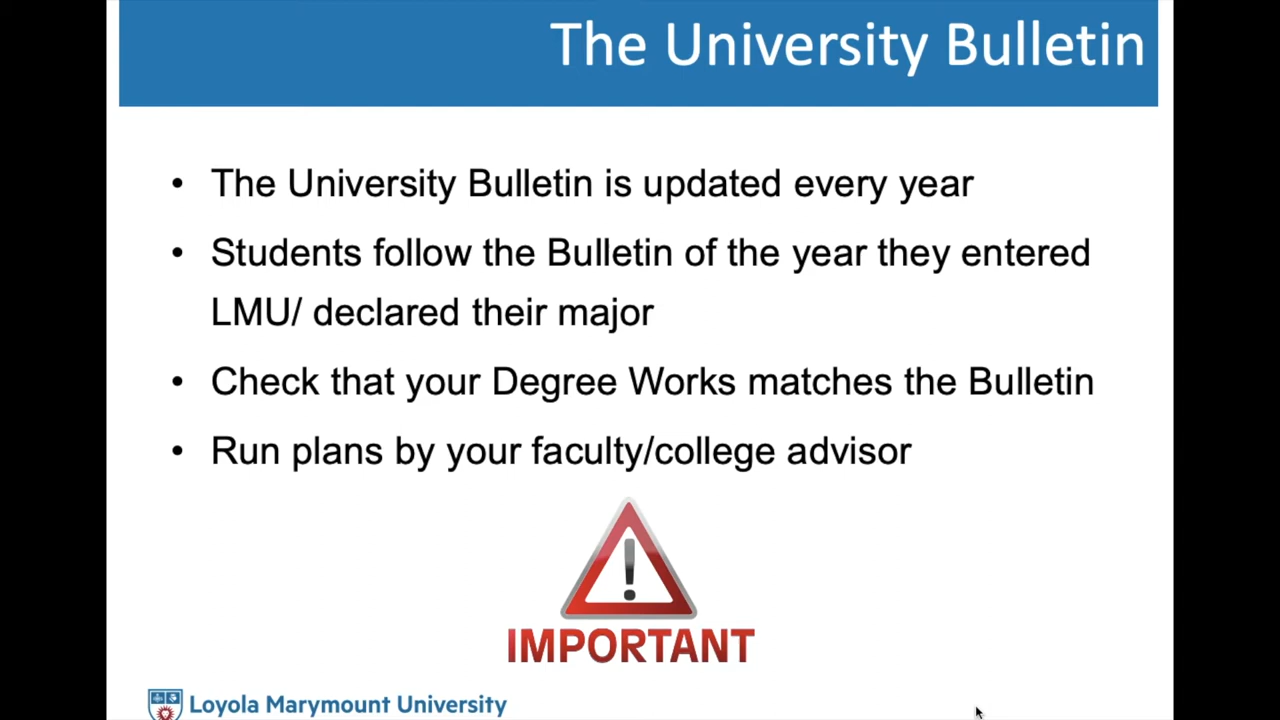 The University Bulletin
• The University Bulletin is updated every year
• Students follow the Bulletin of the year they entered
LMU/ declared their major
• Check that your Degree Works matches the Bulletin
• Run plans by your faculty/college advisor
!
IMPORTANT
Loyola Marymount University